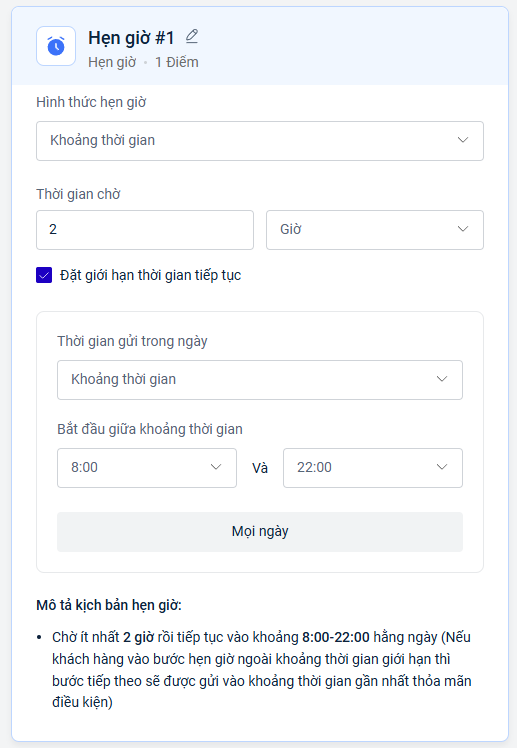 Hẹn giờ #1
Hẹn giờ • 1 Điểm
Hình thức hẹn giờ
Khoảng thời gian
Thời gian chờ
2 Giờ
Đặt giới hạn thời gian tiếp tục
Thời gian gửi trong ngày
Khoảng thời gian
Bắt đầu giữa khoảng thời gian
8:00 Và 22:00
Mọi ngày
Mô tả kịch bản hẹn giờ:
• Chờ ít nhất 2 giờ rồi tiếp tục vào khoảng 8:00-22:00 hằng ngày (Nếu
khách hàng vào bước hẹn giờ ngoài khoảng thời gian giới hạn thì
bước tiếp theo sẽ được gửi vào khoảng thời gian gần nhất thỏa mãn
điều kiện)